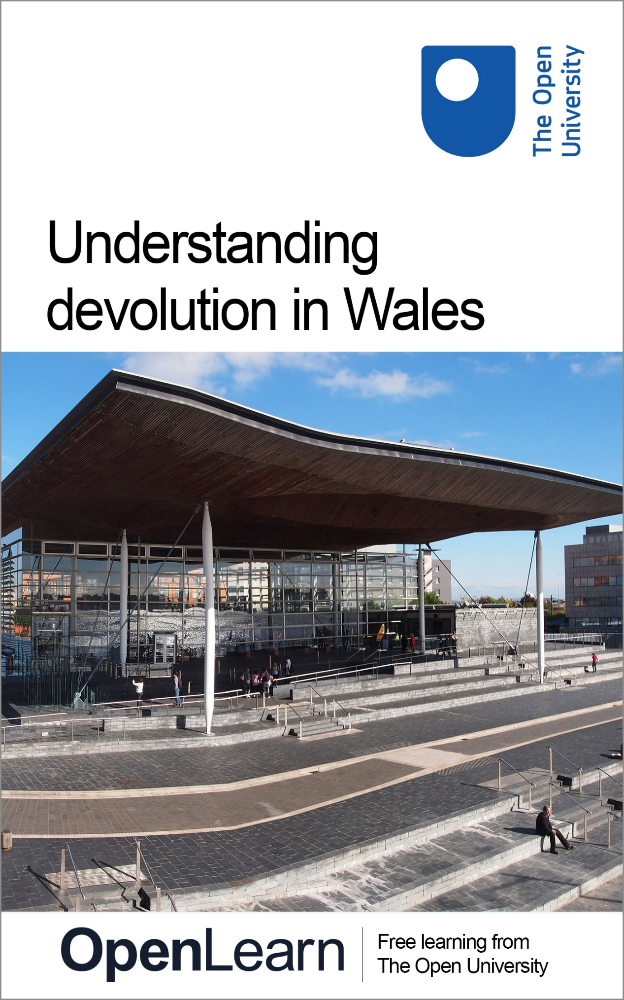 The Open
University
Understanding
devolution in Wales
OpenLearn
Free learning from
The Open University